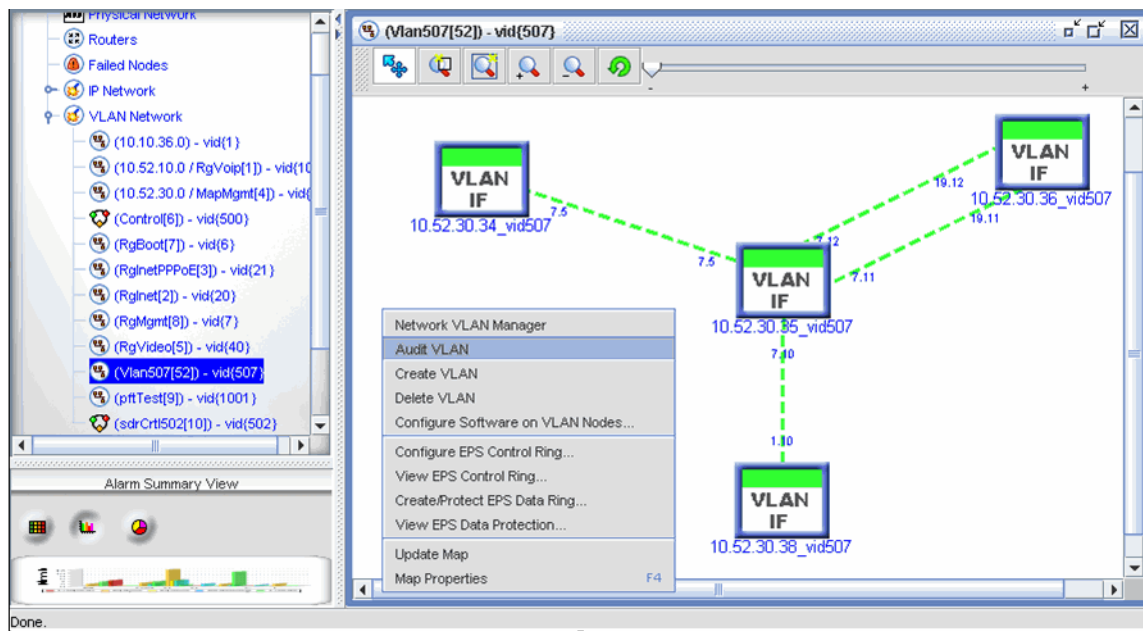 Physical Network
Routers
Failed Nodes
IP Network
VLAN Network
(10.10.36.0) - vid{1}
(10.52.10.0 / RgVoip[1]) - vid{10
(10.52.30.0 / MapMgmt[4]) - vid{
(Control[6]) - vid{500}
(RgBoot[7]) - vid{6}
(RgInetPPPoE[3]) - vid{21}
(RgInet[2]) - vid{20}
(RgMgmt[8]) - vid{7}
(RgVideo[5]) - vid{40}
(Vlan507[52]) - vid{507}
(pftTest[9]) - vid{1001}
(sdrCrtl502[10]) - vid{502}
Alarm Summary View
Done.
(Vlan507[52]) - vid{507}
- +
VLAN IF
10.52.30.34_vid507
7.5
7.5
VLAN IF
10.52.30.36_vid507
19.12
19.11
7.12
7.11
VLAN IF
10.52.30.35_vid507
7.10
1.10
VLAN IF
10.52.30.38_vid507
Network VLAN Manager
Audit VLAN
Create VLAN
Delete VLAN
Configure Software on VLAN Nodes...
Configure EPS Control Ring...
View EPS Control Ring...
Create/Protect EPS Data Ring...
View EPS Data Protection...
Update Map
Map Properties F4